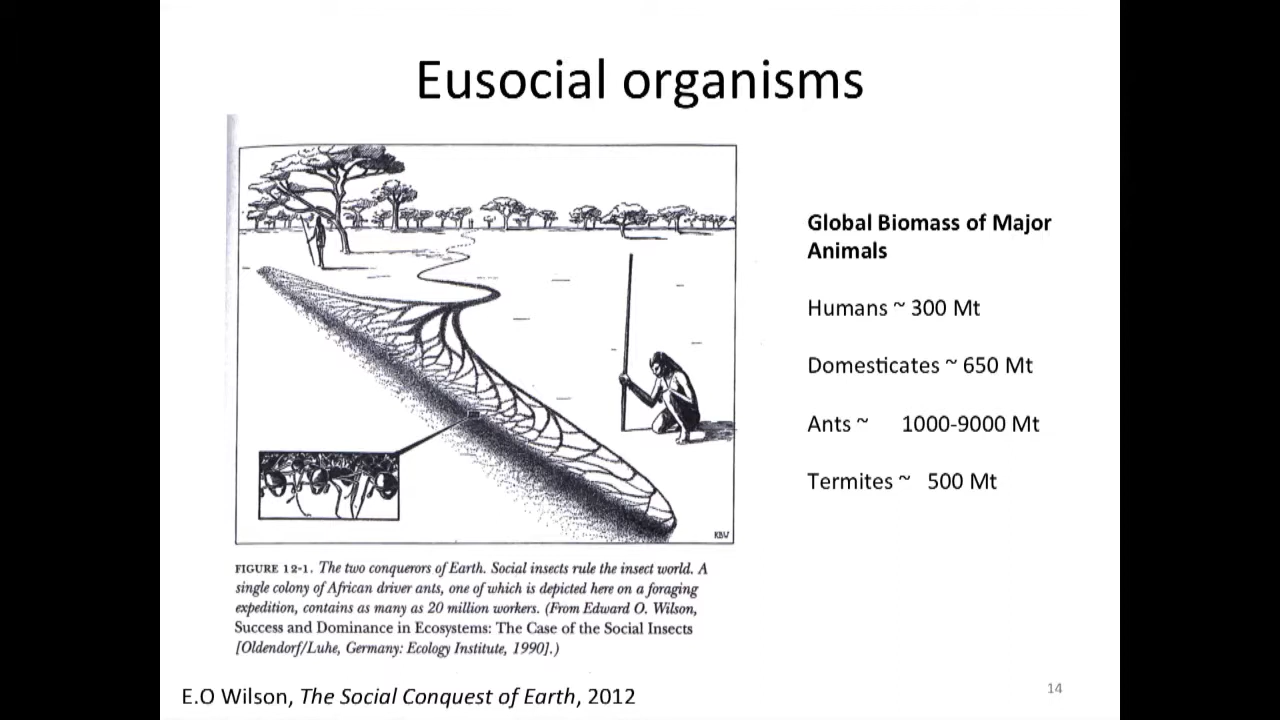 Eusocial organisms
KBW
FIGURE 12-1. The two conquerors of Earth. Social insects rule the insect world. A
single colony of African driver ants, one of which is depicted here on a foraging
expedition, contains as many as 20 million workers. (From Edward O. Wilson,
Success and Dominance in Ecosystems: The Case of the Social Insects
[Oldendorf/Luhe, Germany: Ecology Institute, 1990].)
Global Biomass of Major
Animals
Humans ~ 300 Mt
Domesticates ~ 650 Mt
Ants ~ 1000-9000 Mt
Termites ~ 500 Mt
E.O Wilson, The Social Conquest of Earth, 2012
14